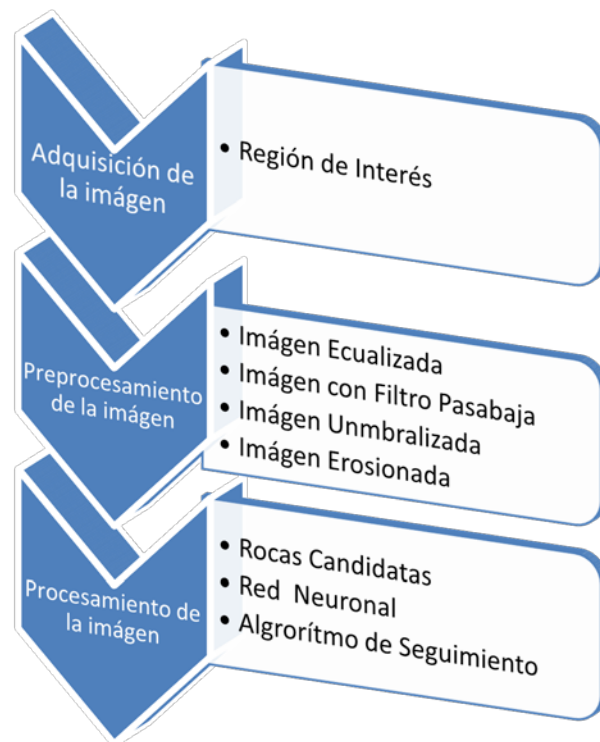 Adquisición de
la imágen
• Región de Interés
Preprocesamiento
de la imágen
• Imágen Ecualizada
• Imágen con Filtro Pasabaja
• Imágen Unmbralizada
• Imágen Erosionada
Procesamiento de
la imágen
• Rocas Candidatas
• Red Neuronal
• Algrorítmo de Seguimiento